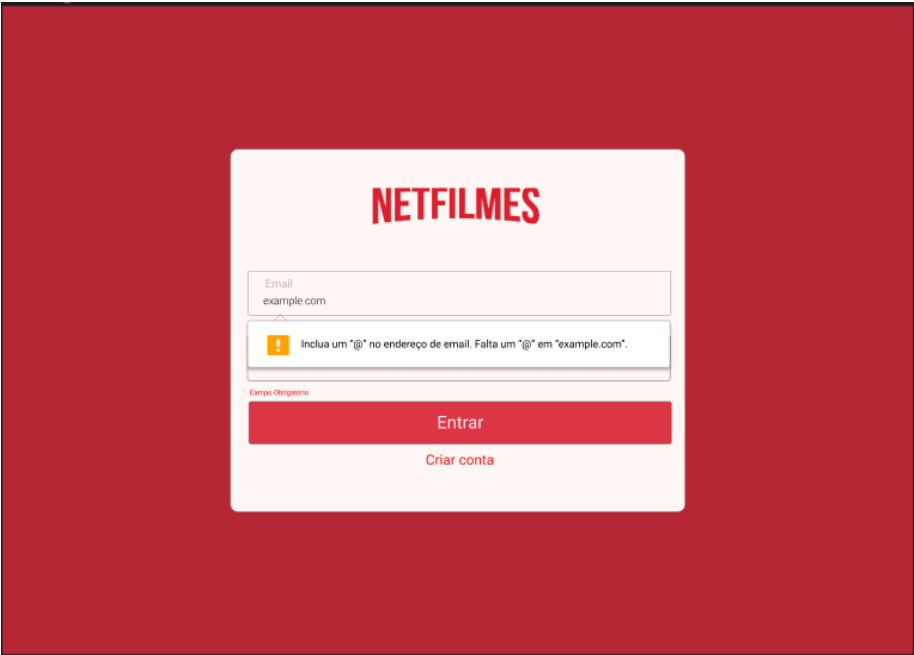 NETFILMES
Email
example.com
Inclua um "@" no endereço de email. Falta um "@" em "example.com".
Campo Obrigatório
Entrar
Criar conta